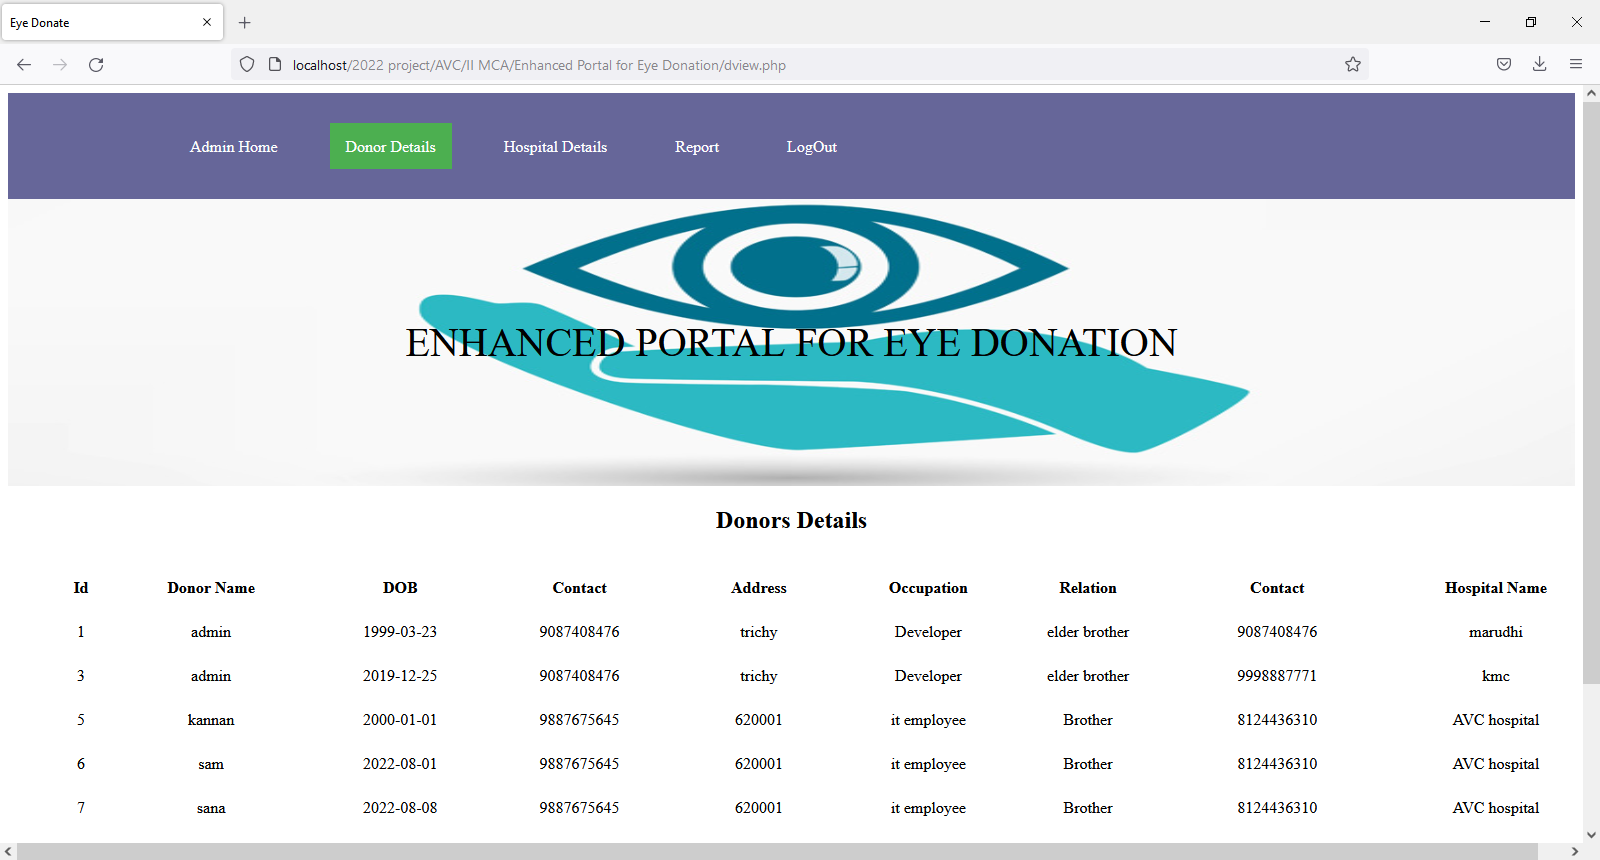 Eye Donate
localhost/2022 project/AVC/II MCA/Enhanced Portal for Eye Donation/dview.php
Admin Home Donor Details Hospital Details Report LogOut
ENHANCED PORTAL FOR EYE DONATION
Donors Details
Id Donor Name DOB Contact Address Occupation Relation Contact Hospital Name
1 admin 1999-03-23 9087408476 trichy Developer elder brother 9087408476 marudhi
3 admin 2019-12-25 9087408476 trichy Developer elder brother 9998887771 kmc
5 kannan 2000-01-01 9887675645 620001 it employee Brother 8124436310 AVC hospital
6 sam 2022-08-01 9887675645 620001 it employee Brother 8124436310 AVC hospital
7 sana 2022-08-08 9887675645 620001 it employee Brother 8124436310 AVC hospital